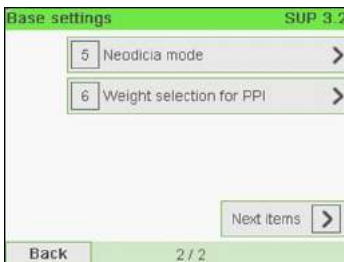 Base settings SUP 3.2
5 Neodicia mode >
6 Weight selection for PPI >
Next items >
Back 2 / 2